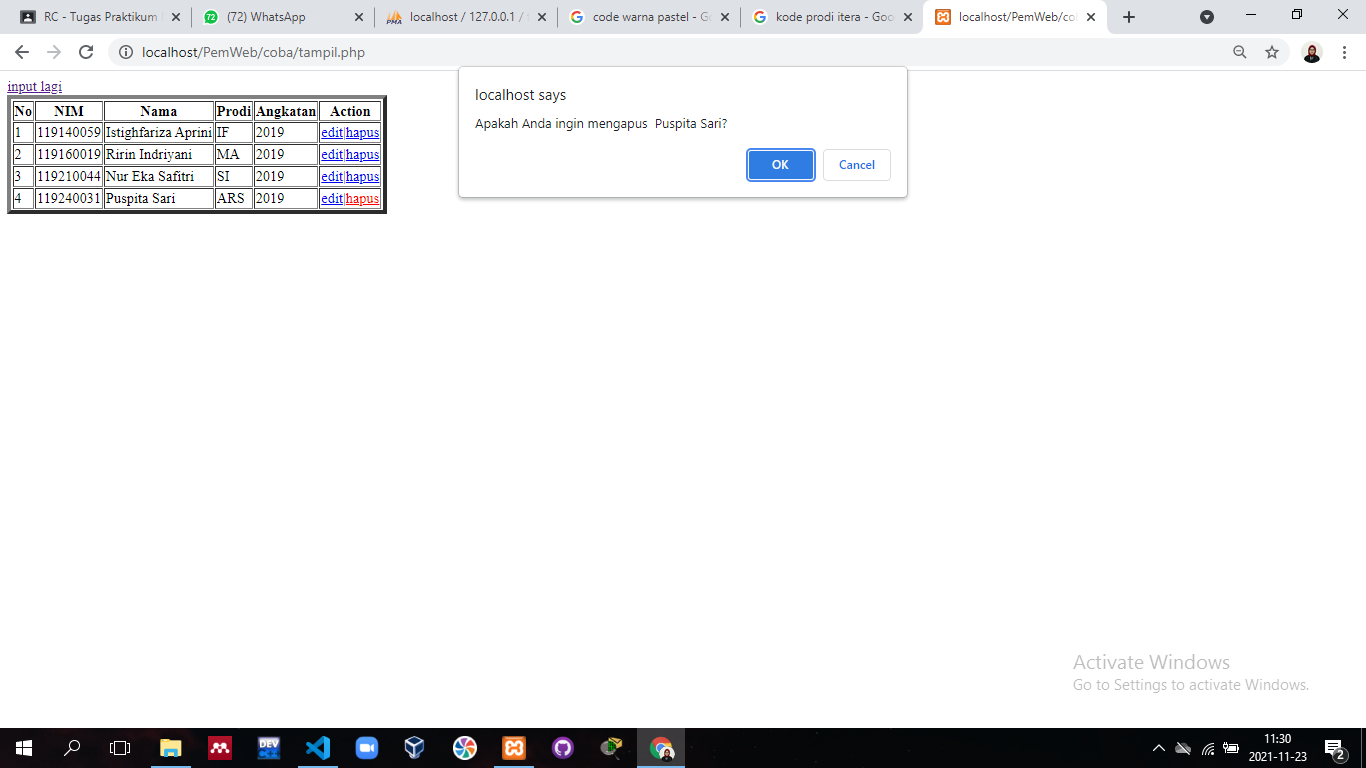 RC - Tugas Praktikum
(72) WhatsApp
localhost / 127.0.0.1 /
code warna pastel - Go
kode prodi itera - Goo
localhost/PemWeb/cob
localhost/PemWeb/coba/tampil.php
input lagi
No NIM Nama Prodi Angkatan Action
1 119140059 Istighfariza Aprini IF 2019 edit|hapus
2 119160019 Ririn Indriyani MA 2019 edit|hapus
3 119210044 Nur Eka Safitri SI 2019 edit|hapus
4 119240031 Puspita Sari ARS 2019 edit|hapus
localhost says
Apakah Anda ingin mengapus  Puspita Sari?
OK Cancel
Activate Windows
Go to Settings to activate Windows.
11:30
2021-11-23
2